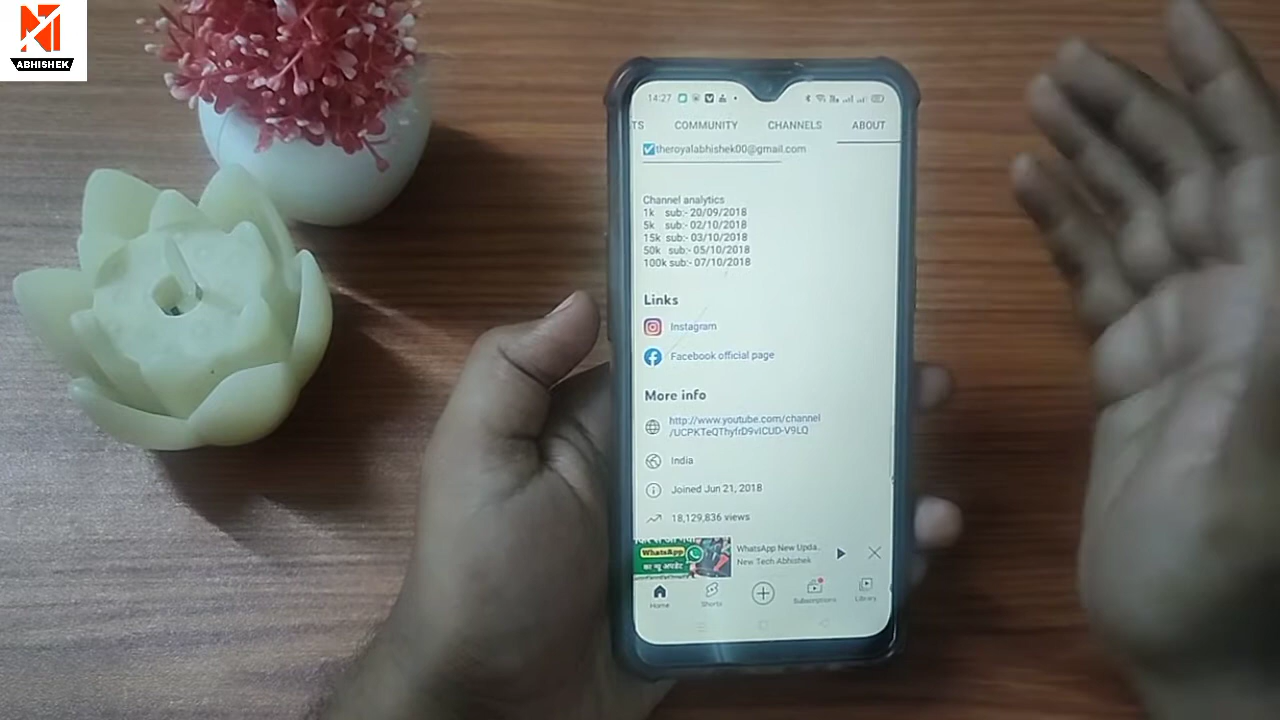 ABHISHEK
14:27
TS COMMUNITY CHANNELS ABOUT
☑theroyalabhishek00@gmail.com
Channel analytics
1k sub:- 20/09/2018
5k sub:- 02/10/2018
15k sub:- 03/10/2018
50k sub:- 05/10/2018
100k sub:- 07/10/2018
Links
Instagram
Facebook official page
More info
http://www.youtube.com/channel
/UCPKTeQThyfrD9vICUD-V9LQ
India
Joined Jun 21, 2018
18,129,836 views
WhatsApp
का न्यू अपडेट
WhatsApp New Upda..
New Tech Abhishek
Home Shorts Subscriptions Library